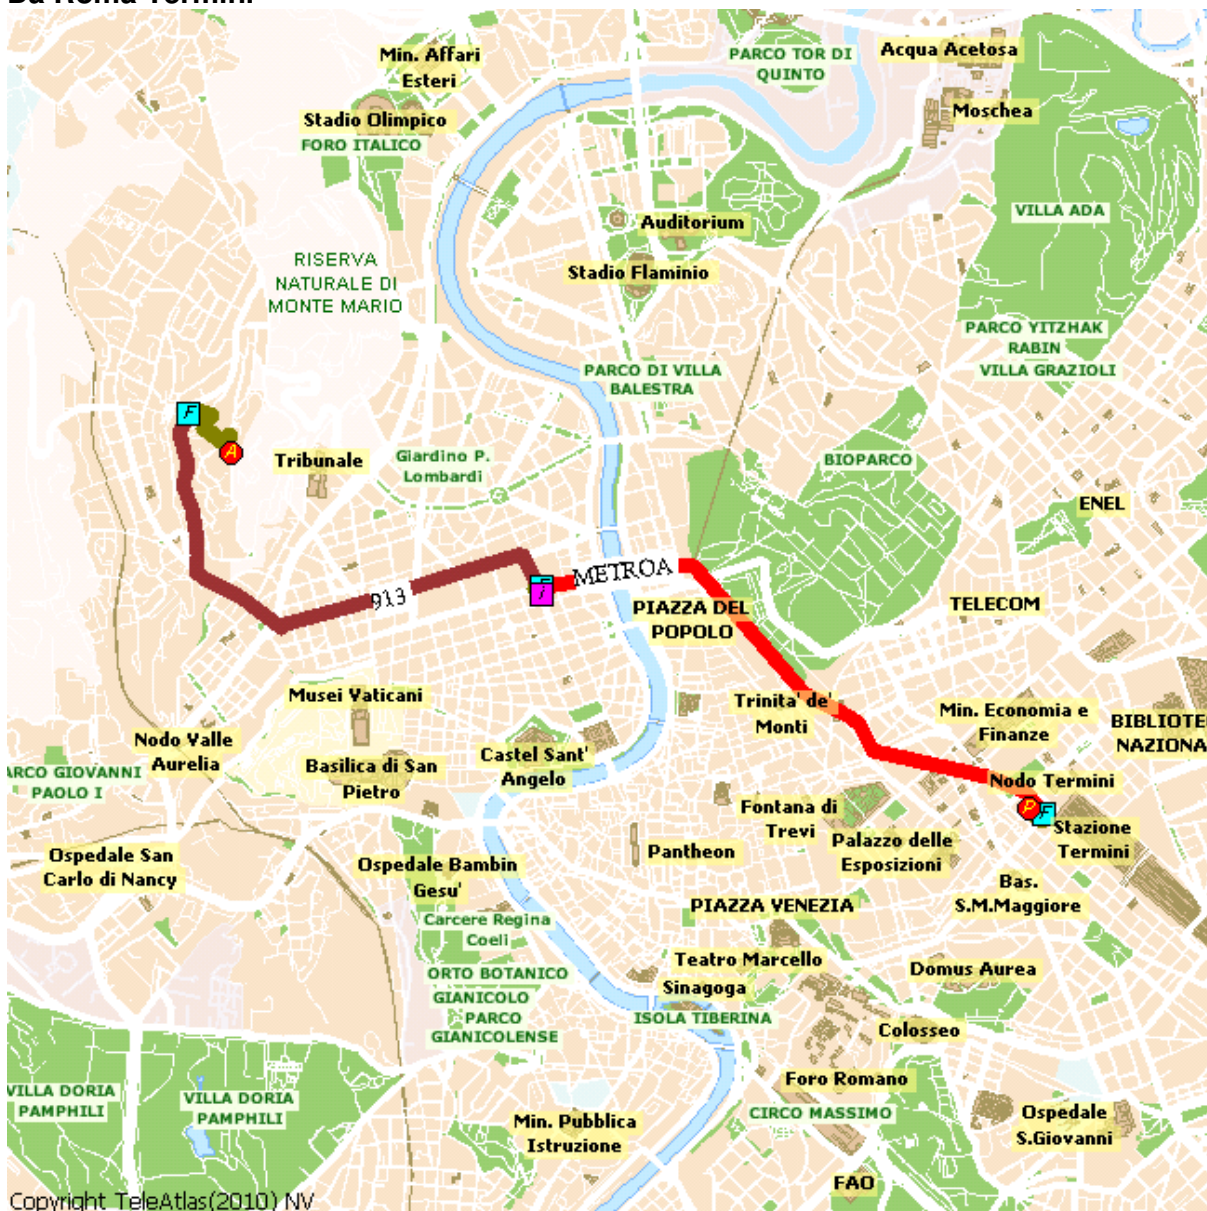 Da Roma Termini
Min. Affari
Esteri
PARCO TOR DI
QUINTO
Acqua Acetosa
Moschea
Stadio Olimpico
FORO ITALICO
VILLA ADA
Auditorium
Stadio Flaminio
RISERVA
NATURALE DI
MONTE MARIO
PARCO YITZHAK
RABIN
VILLA GRAZIOLI
PARCO DI VILLA
BALESTRA
F
A
Tribunale
Giardino P.
Lombardi
BIOPARCO
ENEL
METROA
913
PIAZZA DEL
POPOLO
TELECOM
Musei Vaticani
Trinita' de'
Monti
Min. Economia e
Finanze
BIBLIOTE
NAZIONA
Nodo Valle
Aurelia
Basilica di San
Pietro
Castel Sant'
Angelo
ARCO GIOVANNI
PAOLO I
Nodo Termini
P
F
Fontana di
Trevi
Stazione
Termini
Palazzo delle
Esposizioni
Pantheon
Ospedale San
Carlo di Nancy
Ospedale Bambin
Gesu'
Bas.
S.M.Maggiore
PIAZZA VENEZIA
Carcere Regina
Coeli
Teatro Marcello
Domus Aurea
ORTO BOTANICO
Sinagoga
GIANICOLO
PARCO
GIANICOLENSE
ISOLA TIBERINA
Colosseo
Foro Romano
VILLA DORIA
PAMPHILI
VILLA DORIA
PAMPHILI
Min. Pubblica
Istruzione
CIRCO MASSIMO
Ospedale
S.Giovanni
FAO
Copyright TeleAtlas(2010) NV